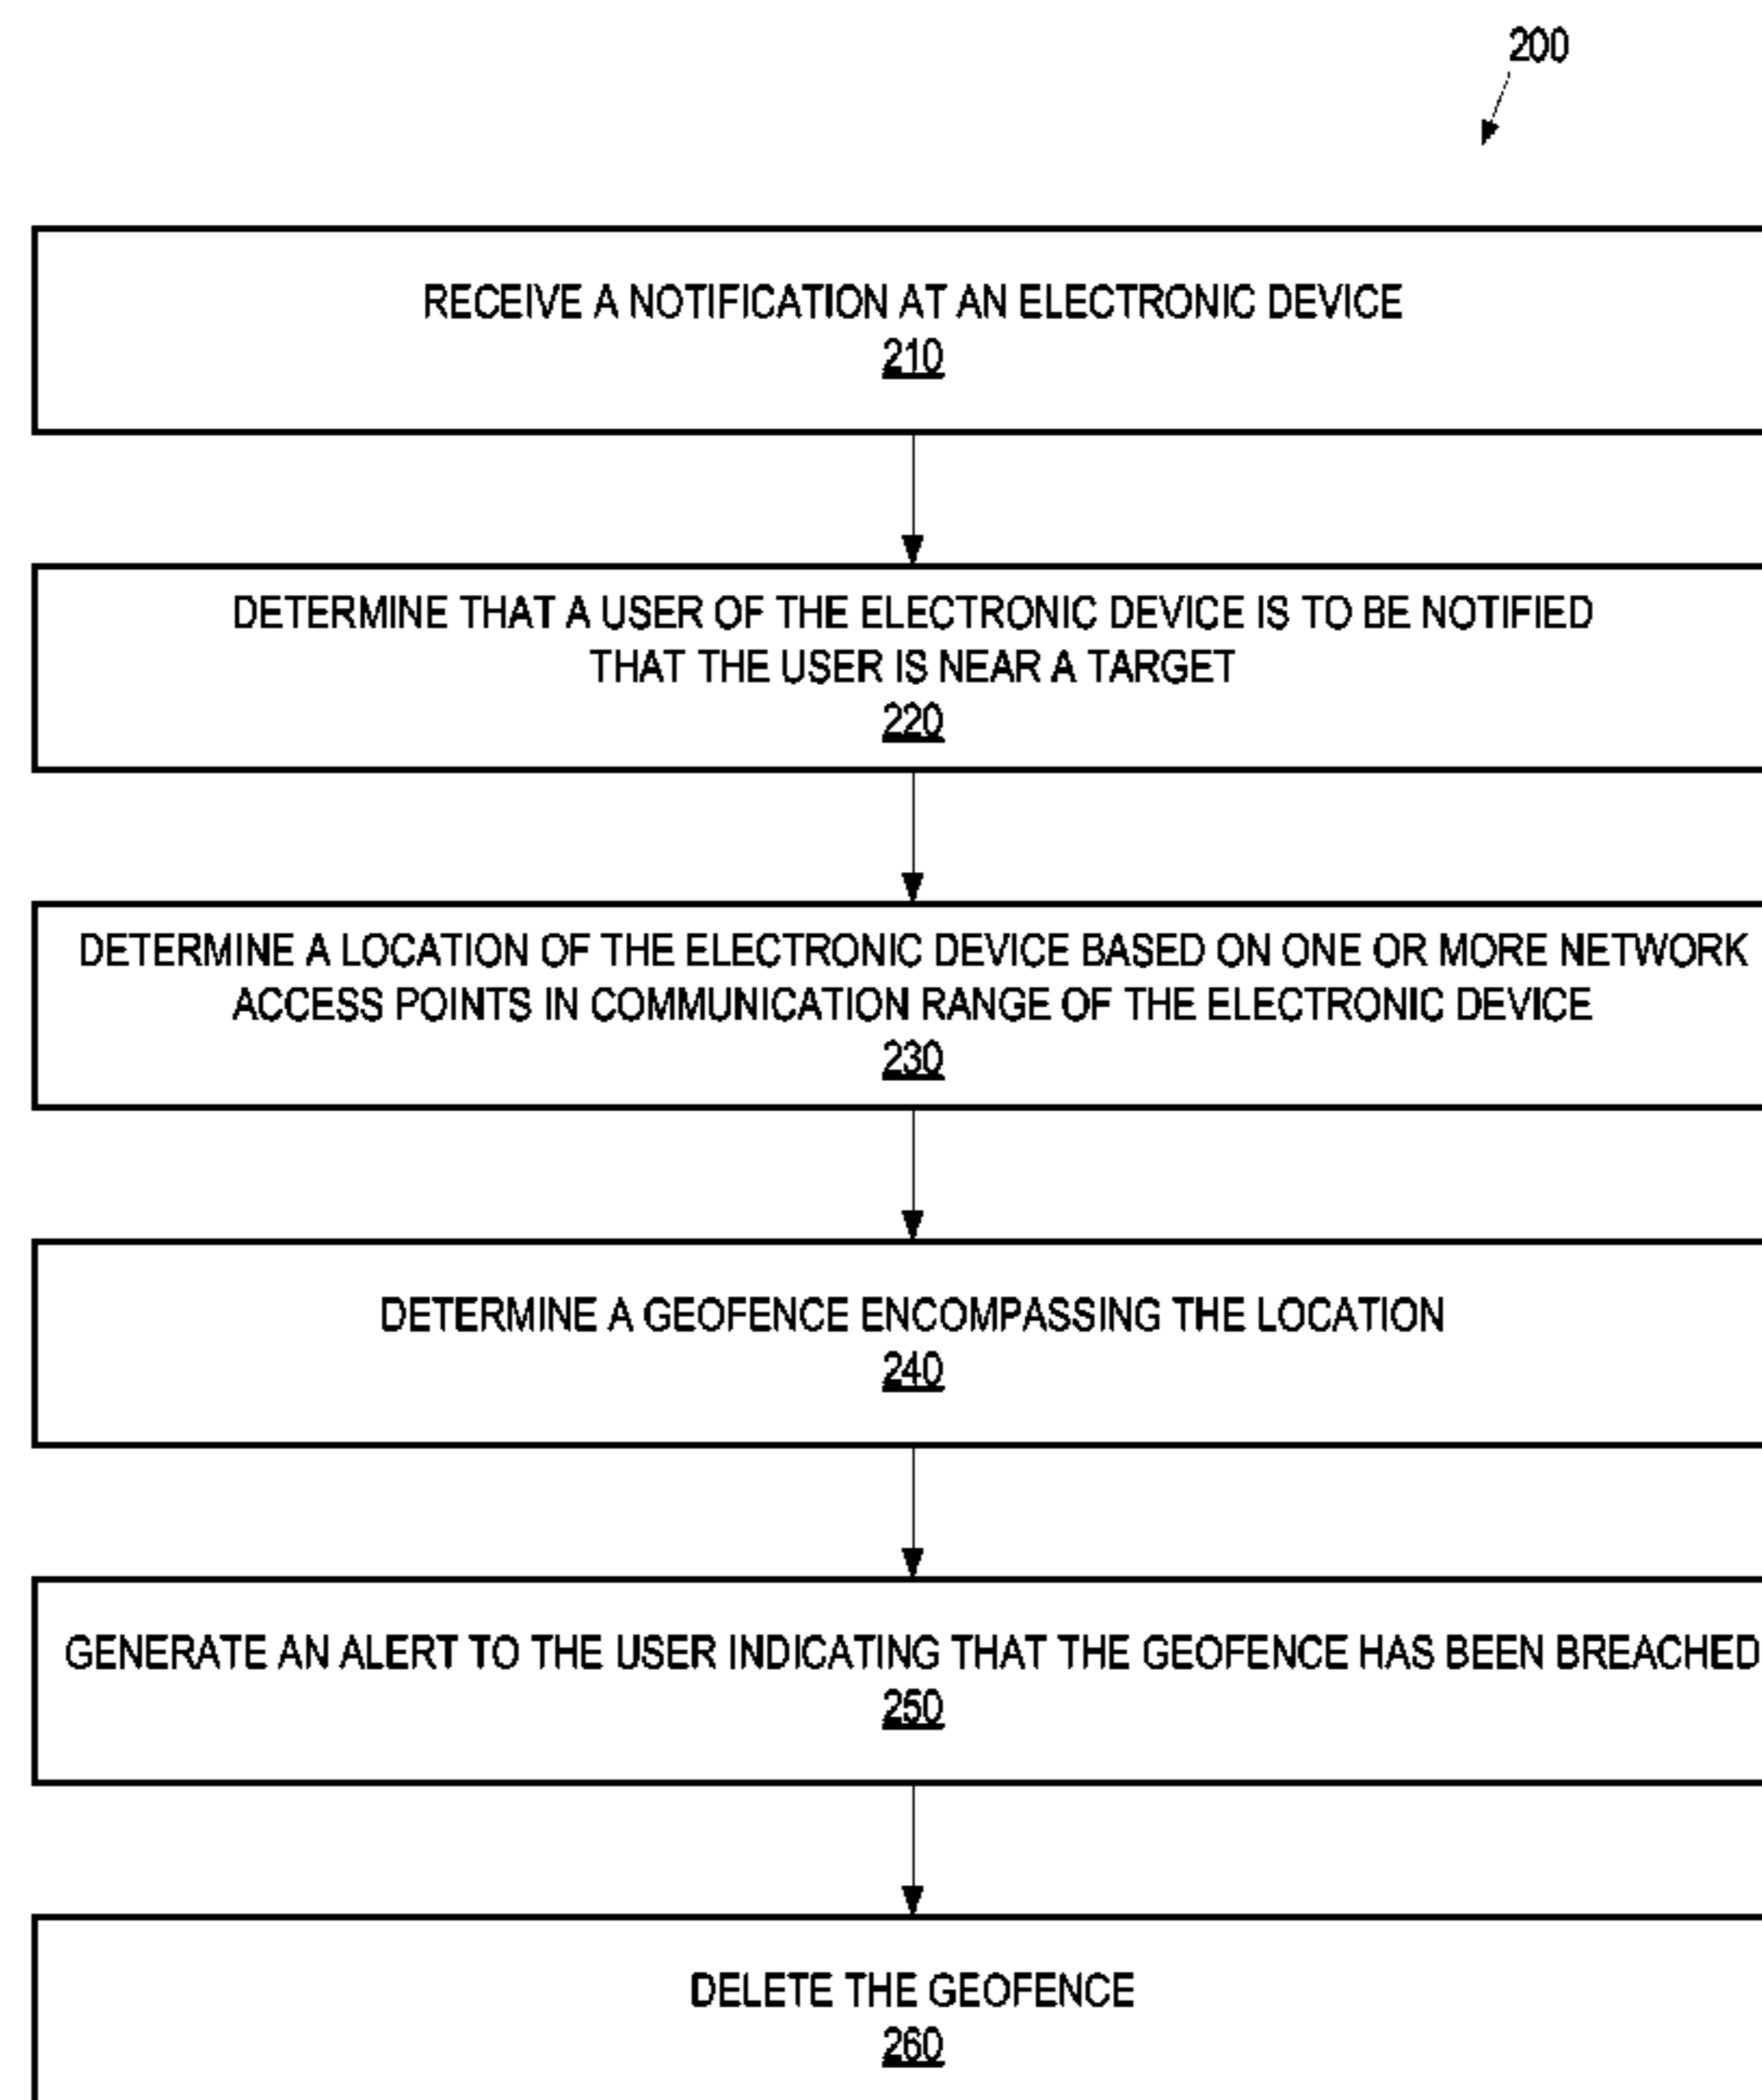 200
RECEIVE A NOTIFICATION AT AN ELECTRONIC DEVICE
210
DETERMINE THAT A USER OF THE ELECTRONIC DEVICE IS TO BE NOTIFIED
THAT THE USER IS NEAR A TARGET
220
DETERMINE A LOCATION OF THE ELECTRONIC DEVICE BASED ON ONE OR MORE NETWORK
ACCESS POINTS IN COMMUNICATION RANGE OF THE ELECTRONIC DEVICE
230
DETERMINE A GEOFENCE ENCOMPASSING THE LOCATION
240
GENERATE AN ALERT TO THE USER INDICATING THAT THE GEOFENCE HAS BEEN BREACHED
250
DELETE THE GEOFENCE
260